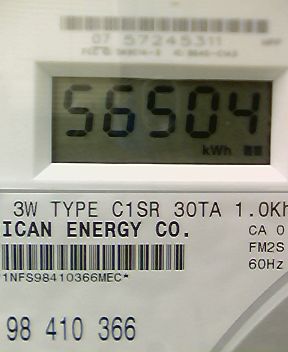 07 57245311
56504
kWh
3W TYPE C1SR 30TA 1.0Kh
ICAN ENERGY CO.
CA 0
FM2S
60Hz
1NFS98410366MEC*
98 410 366